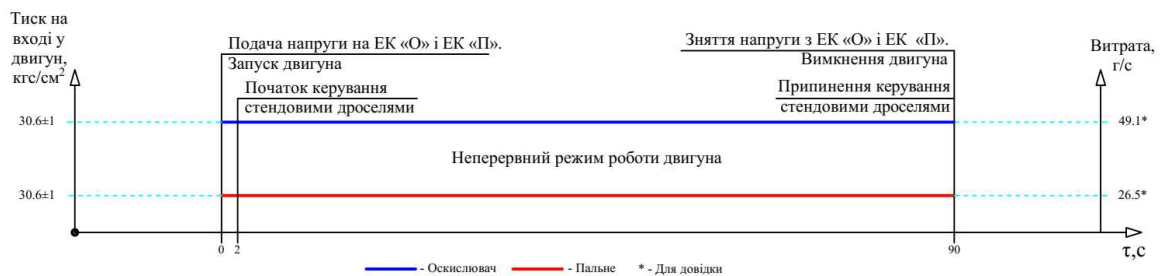 Тиск на
вході у
двигун,
кгс/см²
Подача напруги на ЕК «О» і ЕК «П».
Запуск двигуна
Початок керування
стендовими дроселями
Зняття напруги з ЕК «О» і ЕК «П».
Вимкнення двигуна
Припинення керування
стендовими дроселями
Витрата,
г/с
30.6±1
49.1*
Неперервний режим роботи двигуна
30.6±1
26.5*
0 2 90
τ,с
- Оскислювач - Пальне * - Для довідки